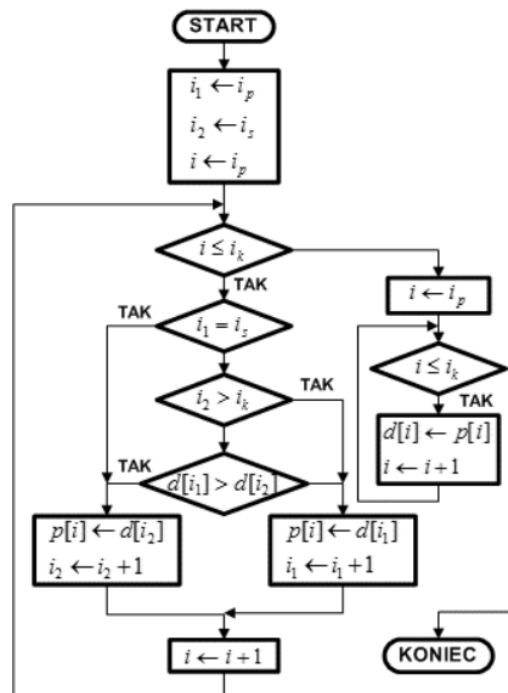 START
i₁ ← iₚ
i₂ ← iₛ
i ← iₚ
i ≤ iₖ
TAK
i ← iₚ
TAK
i₁ = iₛ
i ≤ iₖ
TAK
i₂ > iₖ
TAK
d[i] ← p[i]
i ← i + 1
TAK
d[i₁] > d[i₂]
p[i] ← d[i₂]
i₂ ← i₂ + 1
p[i] ← d[i₁]
i₁ ← i₁ + 1
i ← i + 1
KONIEC